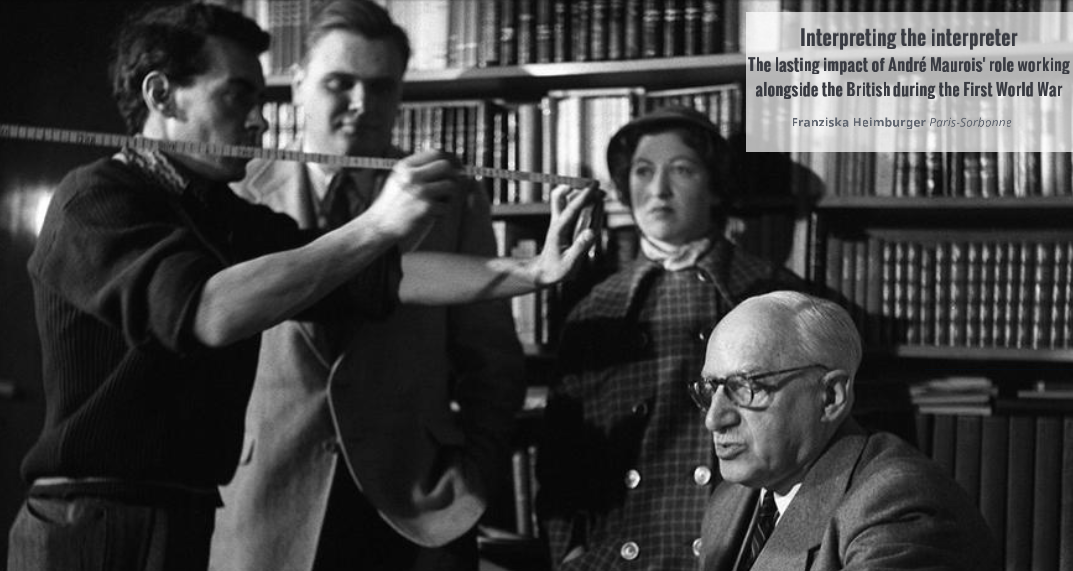 Interpreting the interpreter
The lasting impact of André Maurois' role working
alongside the British during the First World War
Franziska Heimburger Paris-Sorbonne